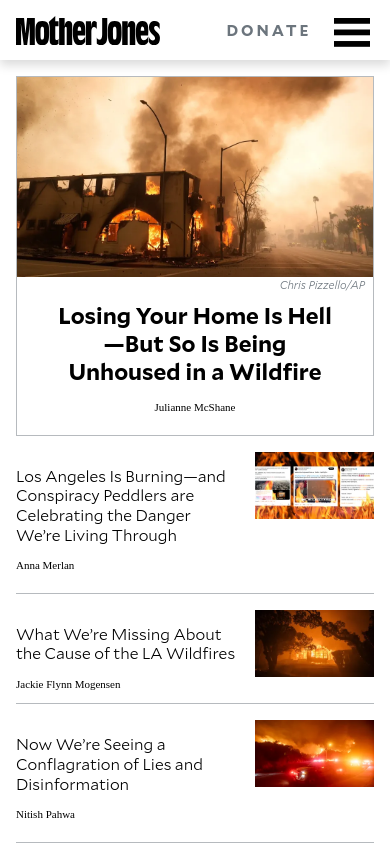 Mother Jones
DONATE
Chris Pizzello/AP
Losing Your Home Is Hell
—But So Is Being
Unhoused in a Wildfire
Julianne McShane
Los Angeles Is Burning—and
Conspiracy Peddlers are
Celebrating the Danger
We’re Living Through
Anna Merlan
What We’re Missing About
the Cause of the LA Wildfires
Jackie Flynn Mogensen
Now We’re Seeing a
Conflagration of Lies and
Disinformation
Nitish Pahwa